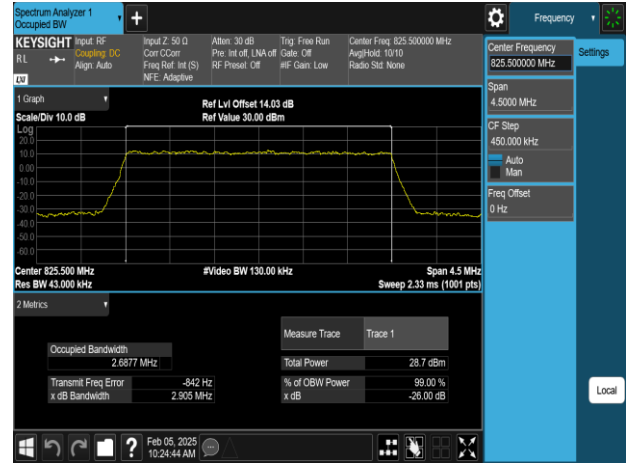 Spectrum Analyzer 1
Occupied BW
Frequency
KEYSIGHT
RL
Input: RF
Coupling: DC
Align: Auto
Input Z: 50 Ω
Corr CCorr
Freq Ref: Int (S)
NFE: Adaptive
Atten: 30 dB
Pre: Int off, LNA off
RF Preset: Off
Trig: Free Run
Gate: Off
#IF Gain: Low
Center Freq: 825.500000 MHz
Avg|Hold: 10/10
Radio Std: None
Center Frequency
825.500000 MHz
Settings
Span
4.5000 MHz
CF Step
450.000 kHz
Auto
Man
Freq Offset
0 Hz
Local
1 Graph
Scale/Div 10.0 dB
Ref Lvl Offset 14.03 dB
Ref Value 30.00 dBm
Log
20.0
10.0
0.00
-10.0
-20.0
-30.0
-40.0
-50.0
-60.0
Center 825.500 MHz
#Video BW 130.00 kHz
Span 4.5 MHz
Res BW 43.000 kHz
Sweep 2.33 ms (1001 pts)
2 Metrics
Measure Trace
Trace 1
Occupied Bandwidth
2.6877 MHz
Total Power
28.7 dBm
Transmit Freq Error
-842 Hz
% of OBW Power
99.00 %
x dB Bandwidth
2.905 MHz
x dB
-26.00 dB
?
Feb 05, 2025
10:24:44 AM